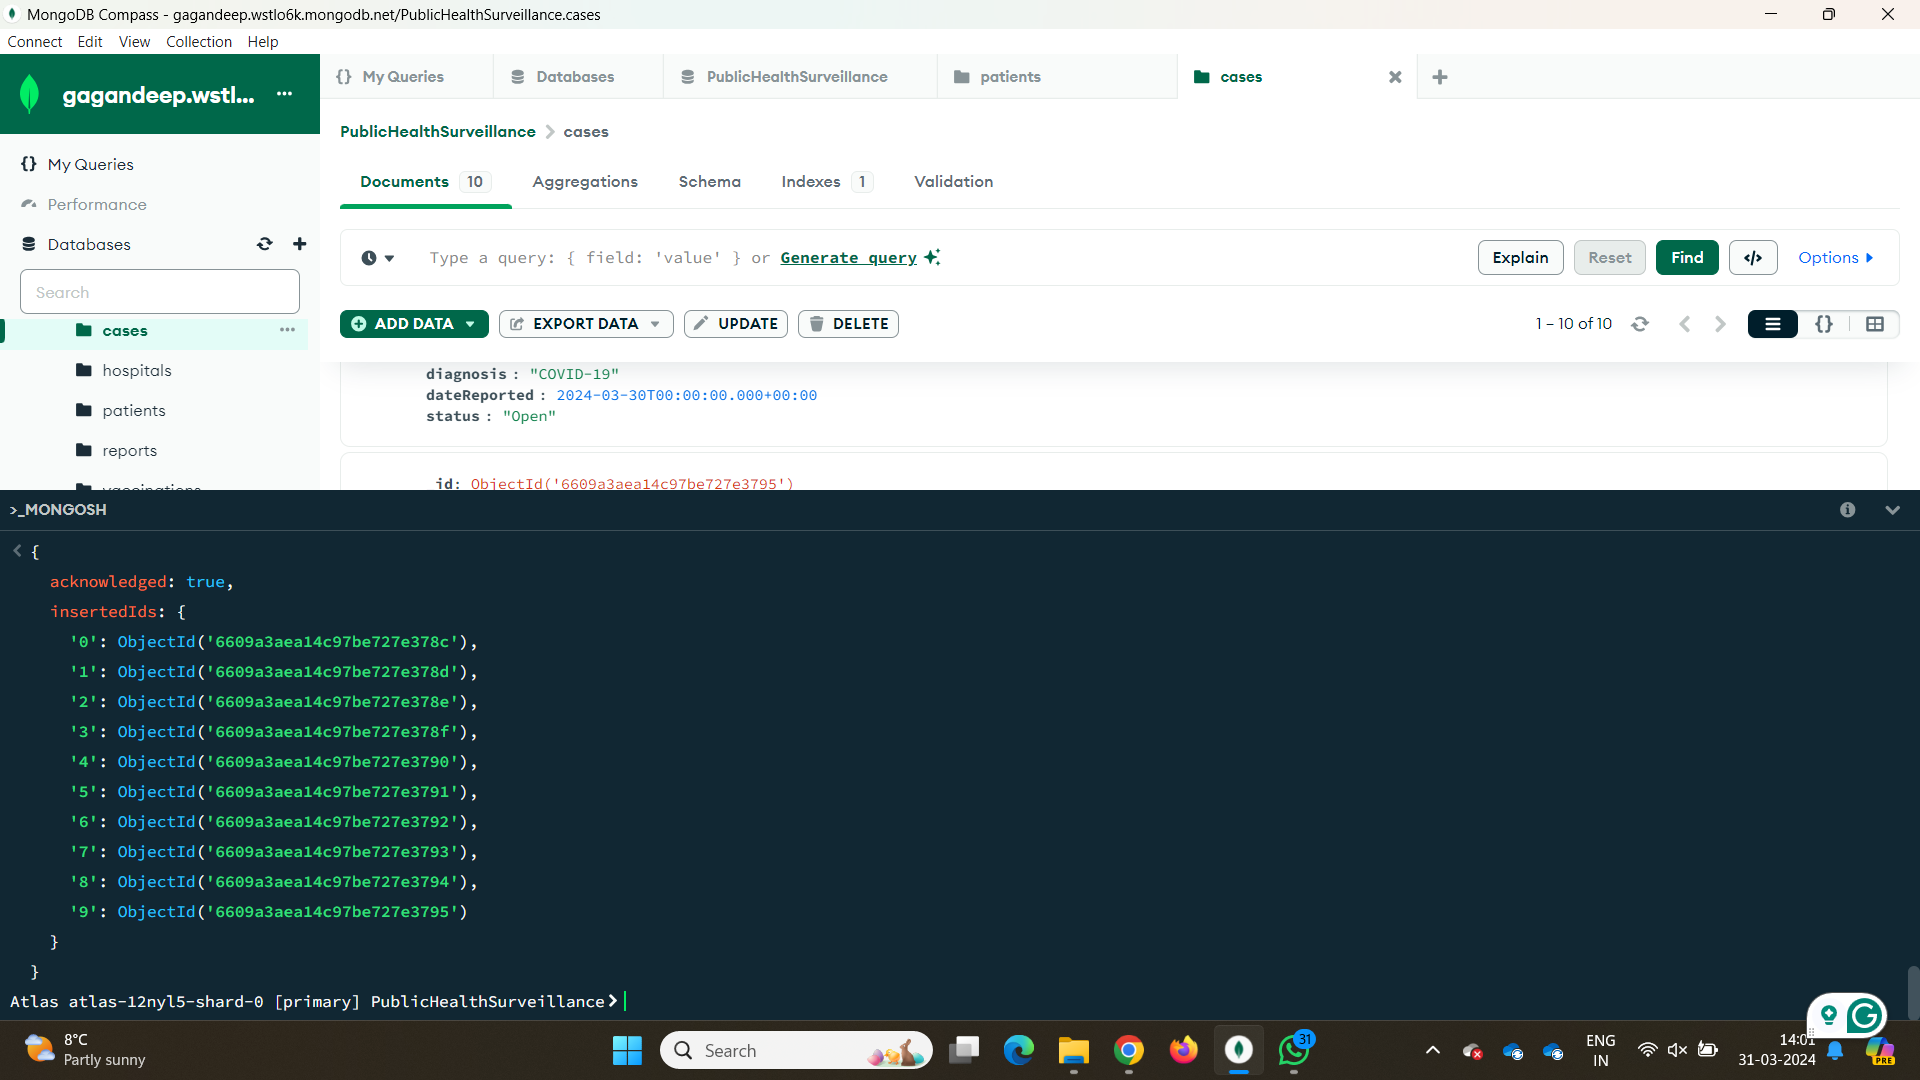 MongoDB Compass - gagandeep.wstlo6k.mongodb.net/PublicHealthSurveillance.cases
Connect Edit View Collection Help
gagandeep.wstl... ···
{} My Queries
Performance
Databases
Search
cases ···
hospitals
patients
reports
vaccinations
{} My Queries
Databases
PublicHealthSurveillance
patients
cases
PublicHealthSurveillance > cases
Documents 10 Aggregations Schema Indexes 1 Validation
Type a query: { field: 'value' } or Generate query
Explain Reset Find </> Options
ADD DATA EXPORT DATA UPDATE DELETE
1 – 10 of 10 {}
diagnosis : "COVID-19"
dateReported : 2024-03-30T00:00:00.000+00:00
status : "Open"
_id: ObjectId('6609a3aea14c97be727e3795')
>_MONGOSH
< {
acknowledged: true,
insertedIds: {
'0': ObjectId('6609a3aea14c97be727e378c'),
'1': ObjectId('6609a3aea14c97be727e378d'),
'2': ObjectId('6609a3aea14c97be727e378e'),
'3': ObjectId('6609a3aea14c97be727e378f'),
'4': ObjectId('6609a3aea14c97be727e3790'),
'5': ObjectId('6609a3aea14c97be727e3791'),
'6': ObjectId('6609a3aea14c97be727e3792'),
'7': ObjectId('6609a3aea14c97be727e3793'),
'8': ObjectId('6609a3aea14c97be727e3794'),
'9': ObjectId('6609a3aea14c97be727e3795')
}
}
Atlas atlas-12nyl5-shard-0 [primary] PublicHealthSurveillance>
8°C
Partly sunny
Search
31
ENG
IN
14:01
31-03-2024
PRE